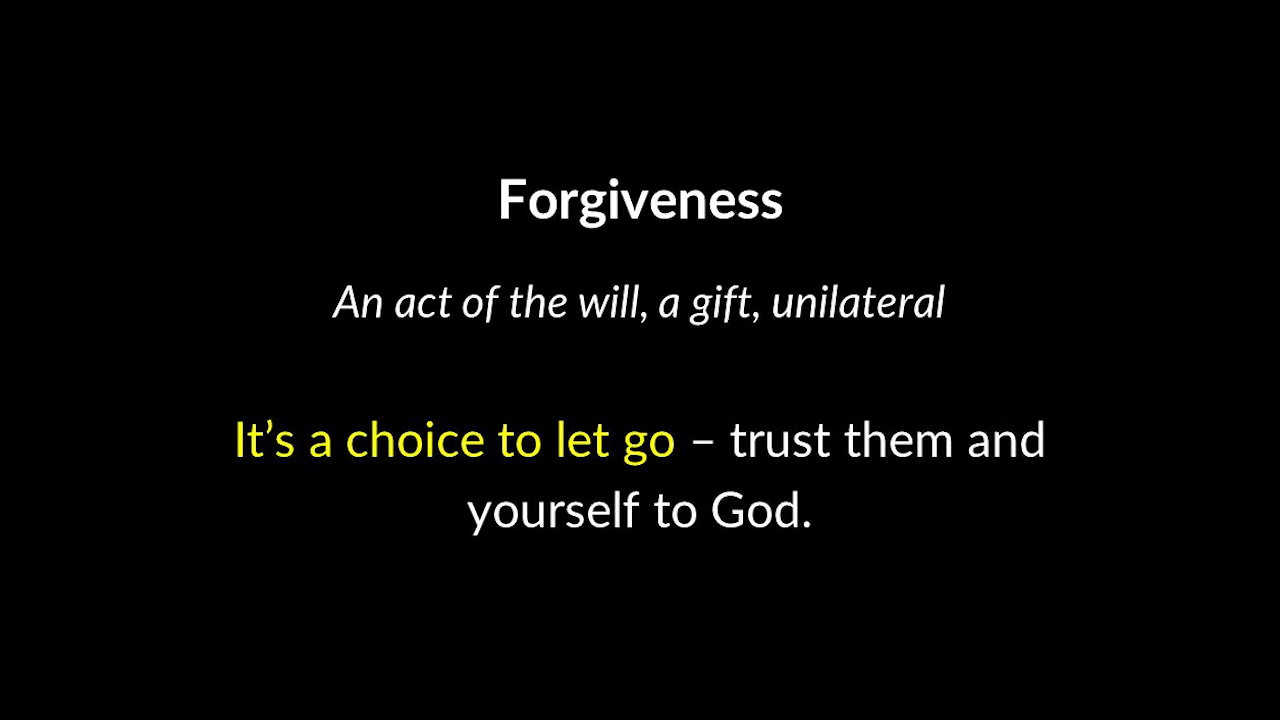 Forgiveness
An act of the will, a gift, unilateral
It’s a choice to let go – trust them and
yourself to God.